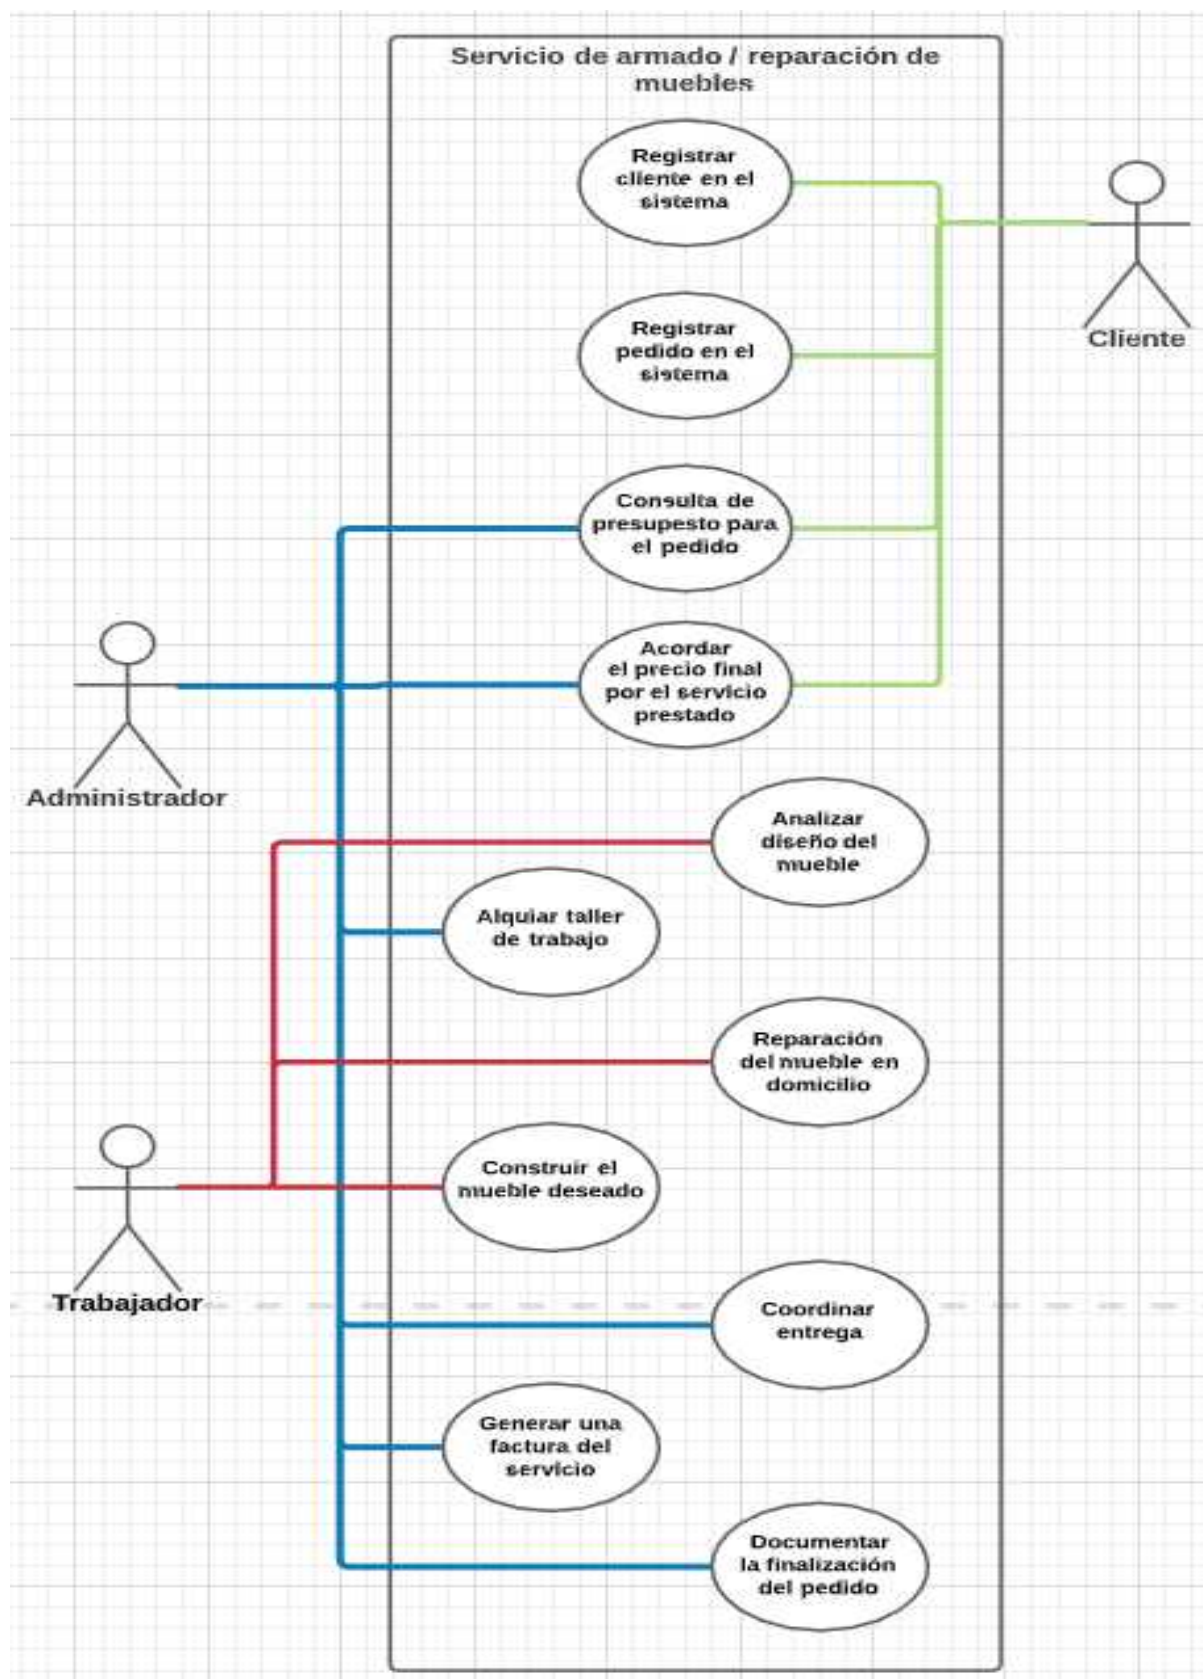 Servicio de armado / reparación de
muebles
Registrar
cliente en el
sistema
Cliente
Registrar
pedido en el
sistema
Consulta de
presupesto para
el pedido
Acordar
el precio final
por el servicio
prestado
Administrador
Analizar
diseño del
mueble
Alquiar taller
de trabajo
Reparación
del mueble en
domicilio
Construir el
mueble deseado
Trabajador
Coordinar
entrega
Generar una
factura del
servicio
Documentar
la finalización
del pedido